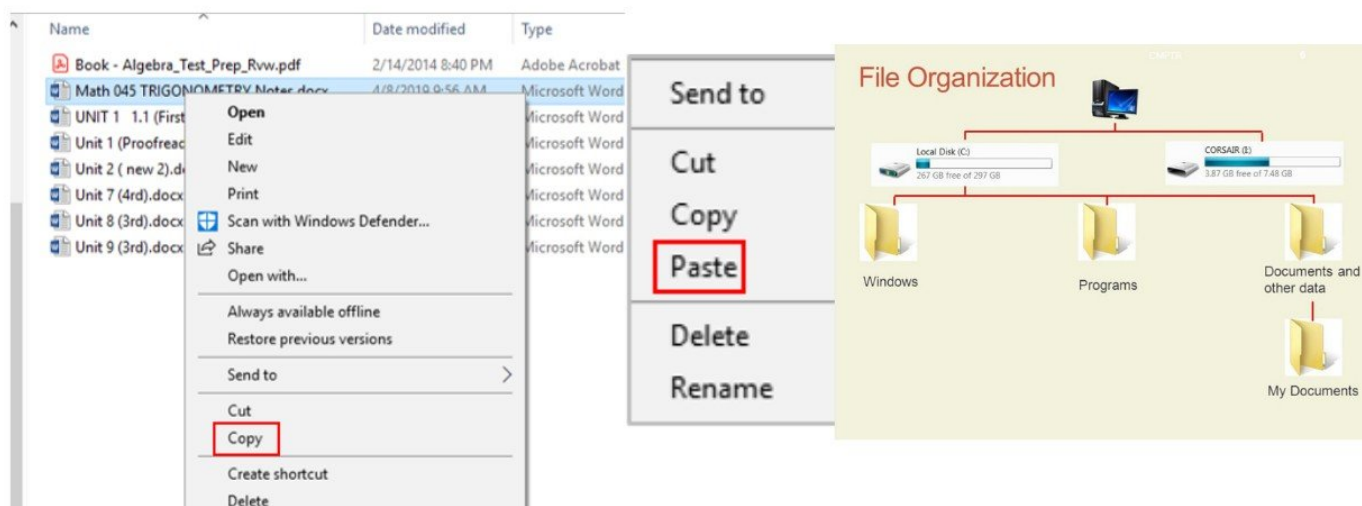 Name Date modified Type
Book - Algebra_Test_Prep_Rvw.pdf 2/14/2014 8:40 PM Adobe Acrobat
Math 045 TRIGONOMETRY Notes.docx 4/8/2019 9:56 AM Microsoft Word
UNIT 1 1.1 (First Microsoft Word
Unit 1 (Proofread Microsoft Word
Unit 2 ( new 2).d Microsoft Word
Unit 7 (4rd).docx Microsoft Word
Unit 8 (3rd).docx Microsoft Word
Unit 9 (3rd).docx Microsoft Word
Open
Edit
New
Print
Scan with Windows Defender...
Share
Open with...
Always available offline
Restore previous versions
Send to
Cut
Copy
Create shortcut
Delete
Send to
Cut
Copy
Paste
Delete
Rename
CMPTR 6
File Organization
Local Disk (C:)
267 GB free of 297 GB
CORSAIR (I:)
3.87 GB free of 7.48 GB
Windows
Programs
Documents and
other data
My Documents